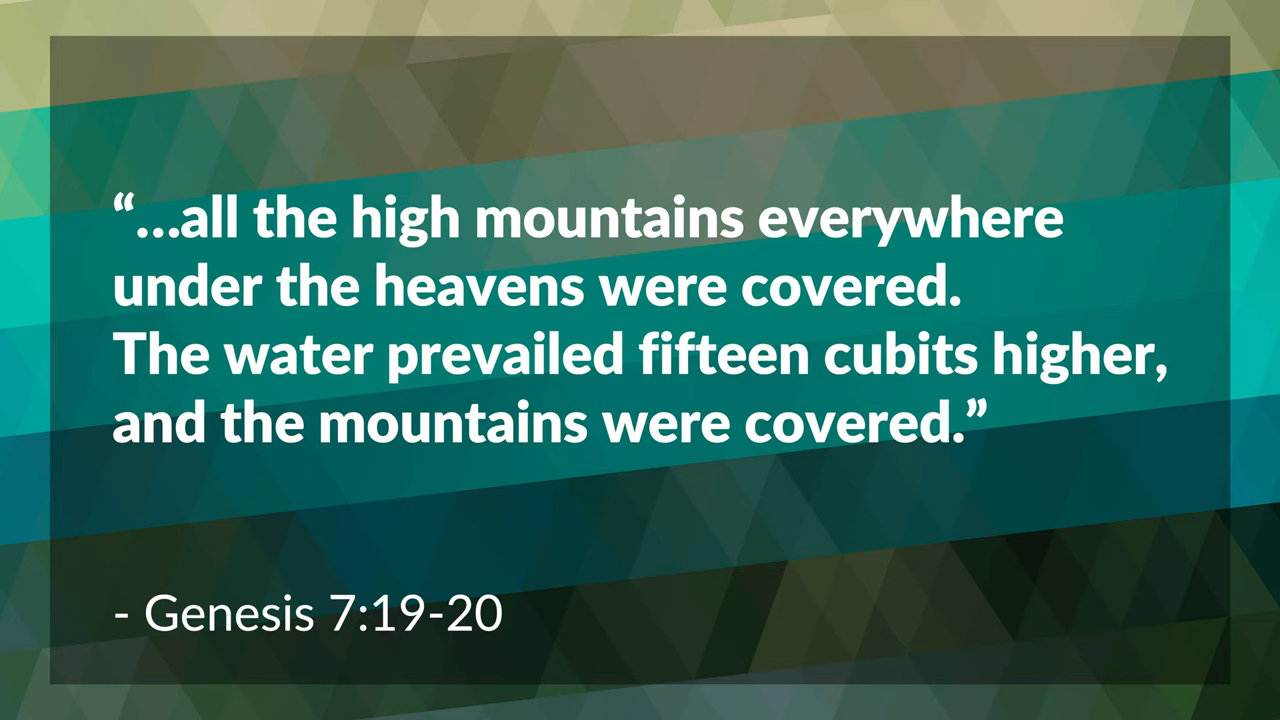 “...all the high mountains everywhere
under the heavens were covered.
The water prevailed fifteen cubits higher,
and the mountains were covered.”
- Genesis 7:19-20